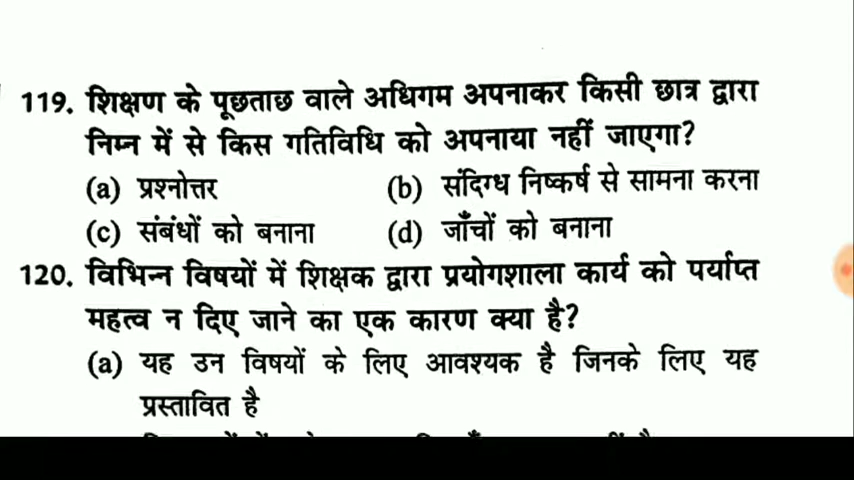 119. शिक्षण के पूछताछ वाले अधिगम अपनाकर किसी छात्र द्वारा
निम्न में से किस गतिविधि को अपनाया नहीं जाएगा?
(a) प्रश्नोत्तर (b) संदिग्ध निष्कर्ष से सामना करना
(c) संबंधों को बनाना (d) जाँचों को बनाना
120. विभिन्न विषयों में शिक्षक द्वारा प्रयोगशाला कार्य को पर्याप्त
महत्व न दिए जाने का एक कारण क्या है?
(a) यह उन विषयों के लिए आवश्यक है जिनके लिए यह
प्रस्तावित है